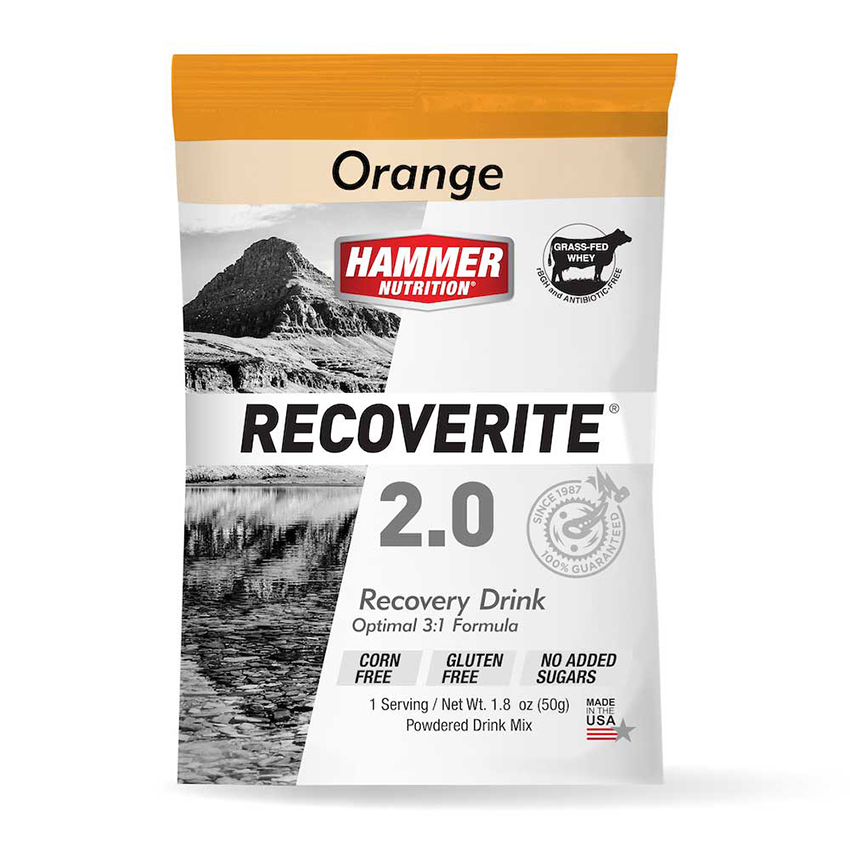 Orange
HAMMER
NUTRITION®
GRASS-FED
WHEY
rBGH and ANTIBIOTIC-FREE
RECOVERITE®
2.0
SINCE 1987
100% GUARANTEED
Recovery Drink
Optimal 3:1 Formula
CORN
FREE
GLUTEN
FREE
NO ADDED
SUGARS
1 Serving / Net Wt. 1.8 oz (50g)
Powdered Drink Mix
MADE
IN THE
USA